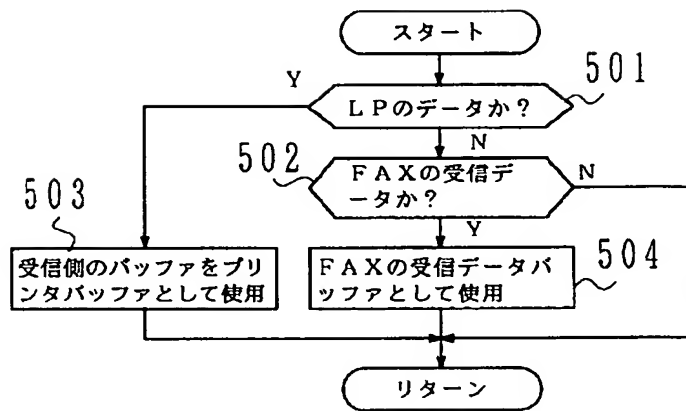 スタート
501
Y
LPのデータか?
N
502
FAXの受信デ
ータか?
N
503
Y
受信側のバッファをプリ
ンタバッファとして使用
FAXの受信データバ
ッファとして使用
504
リターン